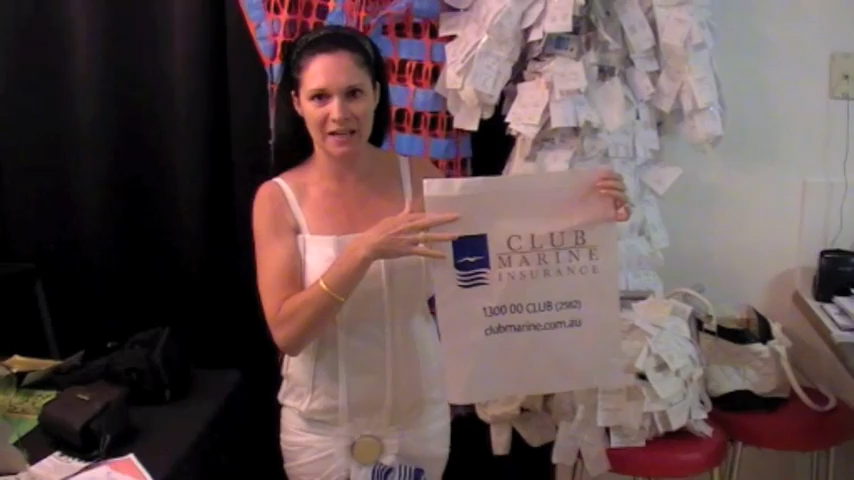 CLUB
MARINE
INSURANCE
1300 00 CLUB (2582)
clubmarine.com.au